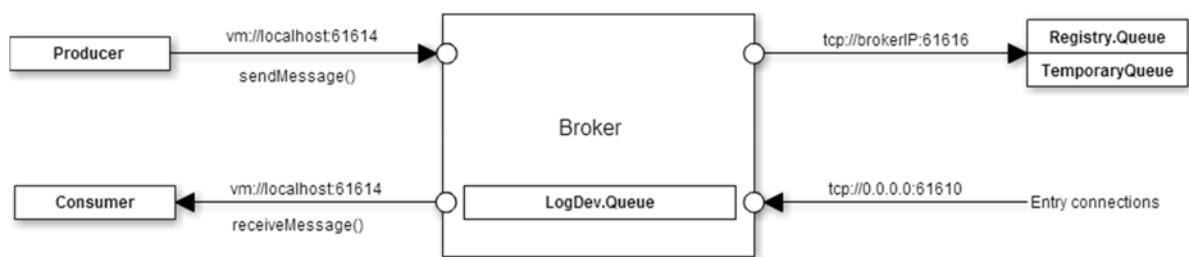 Producer
vm://localhost:61614
sendMessage()
Broker
tcp://brokerIP:61616
Registry.Queue
TemporaryQueue
Consumer
vm://localhost:61614
receiveMessage()
LogDev.Queue
tcp://0.0.0.0:61610
Entry connections